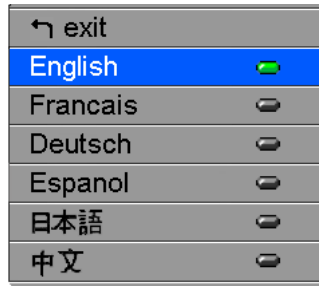 exit
English
Francais
Deutsch
Espanol
日本語
中文